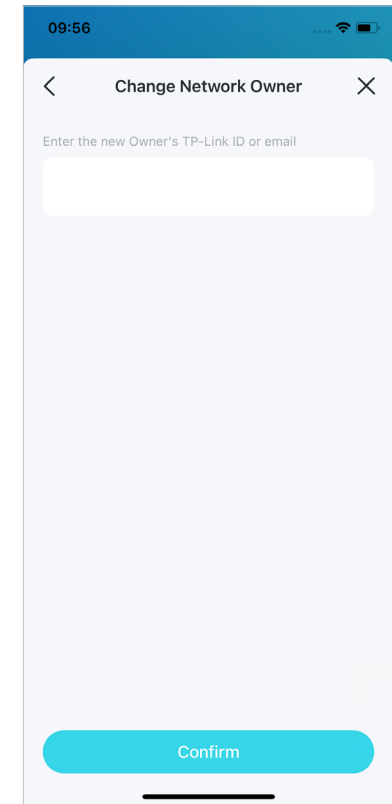 09:56
Change Network Owner
Enter the new Owner's TP-Link ID or email
Confirm